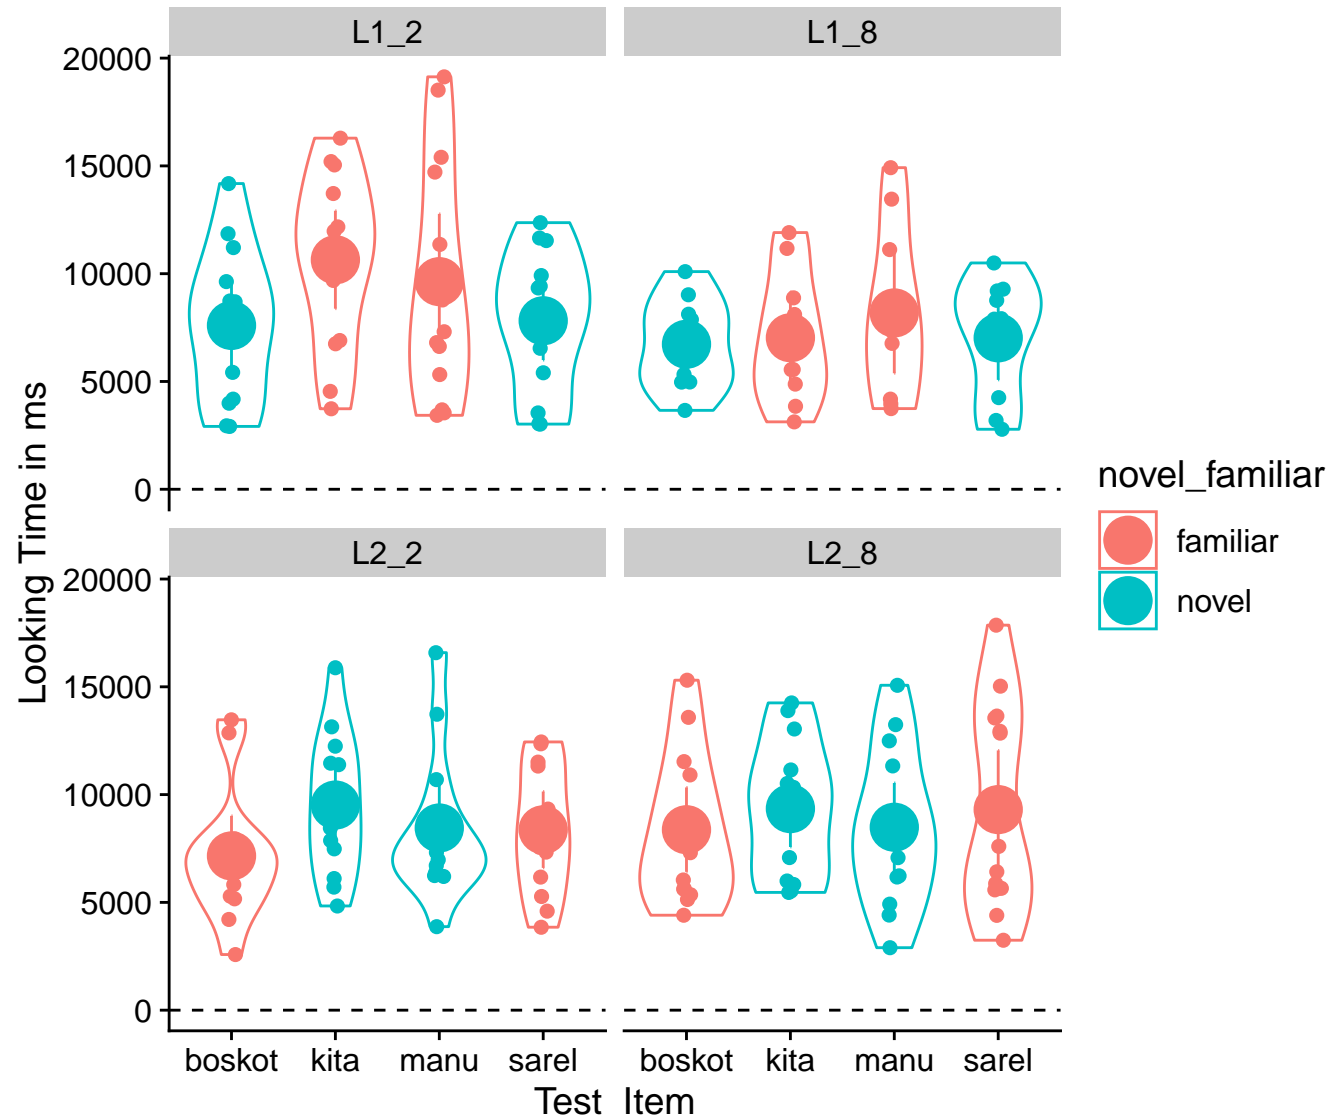 L1_2
L1_8
20000
15000
10000
5000
0
L2_2
L2_8
20000
15000
10000
5000
0
boskot kita manu sarel
boskot kita manu sarel
Test Item
Looking Time in ms
novel_familiar
familiar
novel